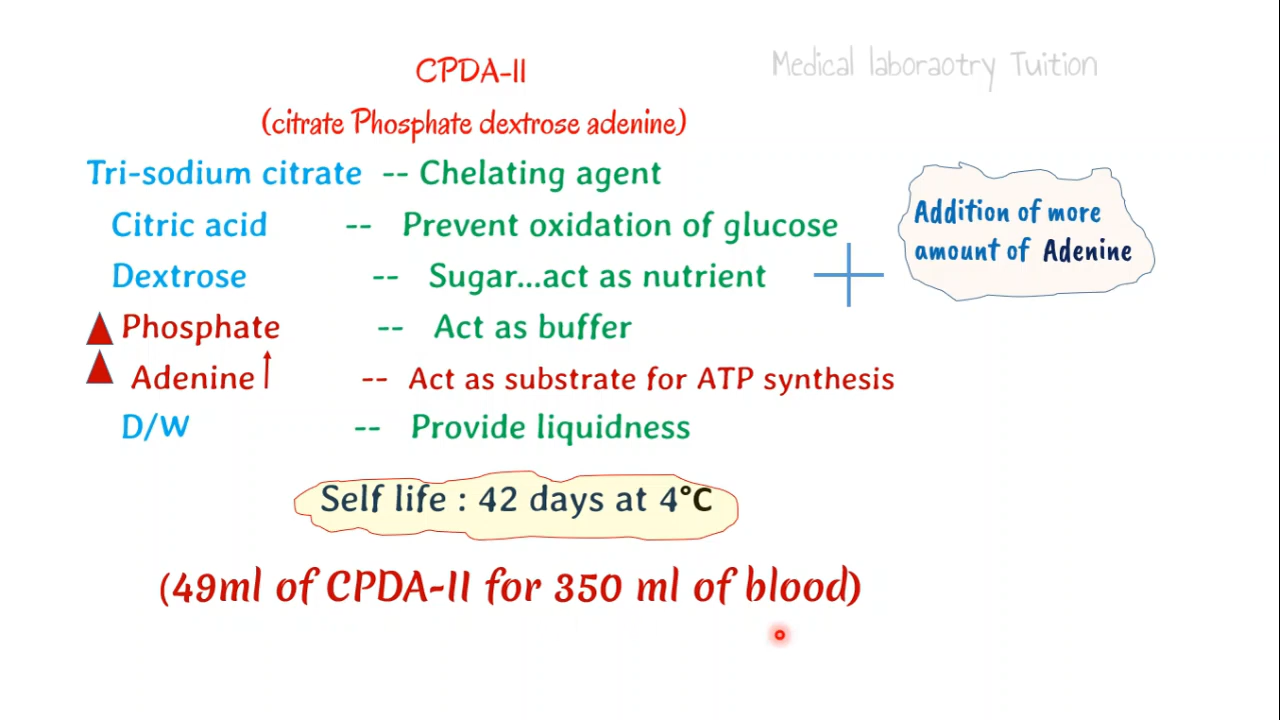 Medical laboraotry Tuition
CPDA-II
(citrate Phosphate dextrose adenine)
Tri-sodium citrate -- Chelating agent
Citric acid -- Prevent oxidation of glucose
Dextrose -- Sugar...act as nutrient
Phosphate -- Act as buffer
Adenine -- Act as substrate for ATP synthesis
D/W -- Provide liquidness
Addition of more
amount of Adenine
Self life : 42 days at 4°C
(49ml of CPDA-II for 350 ml of blood)